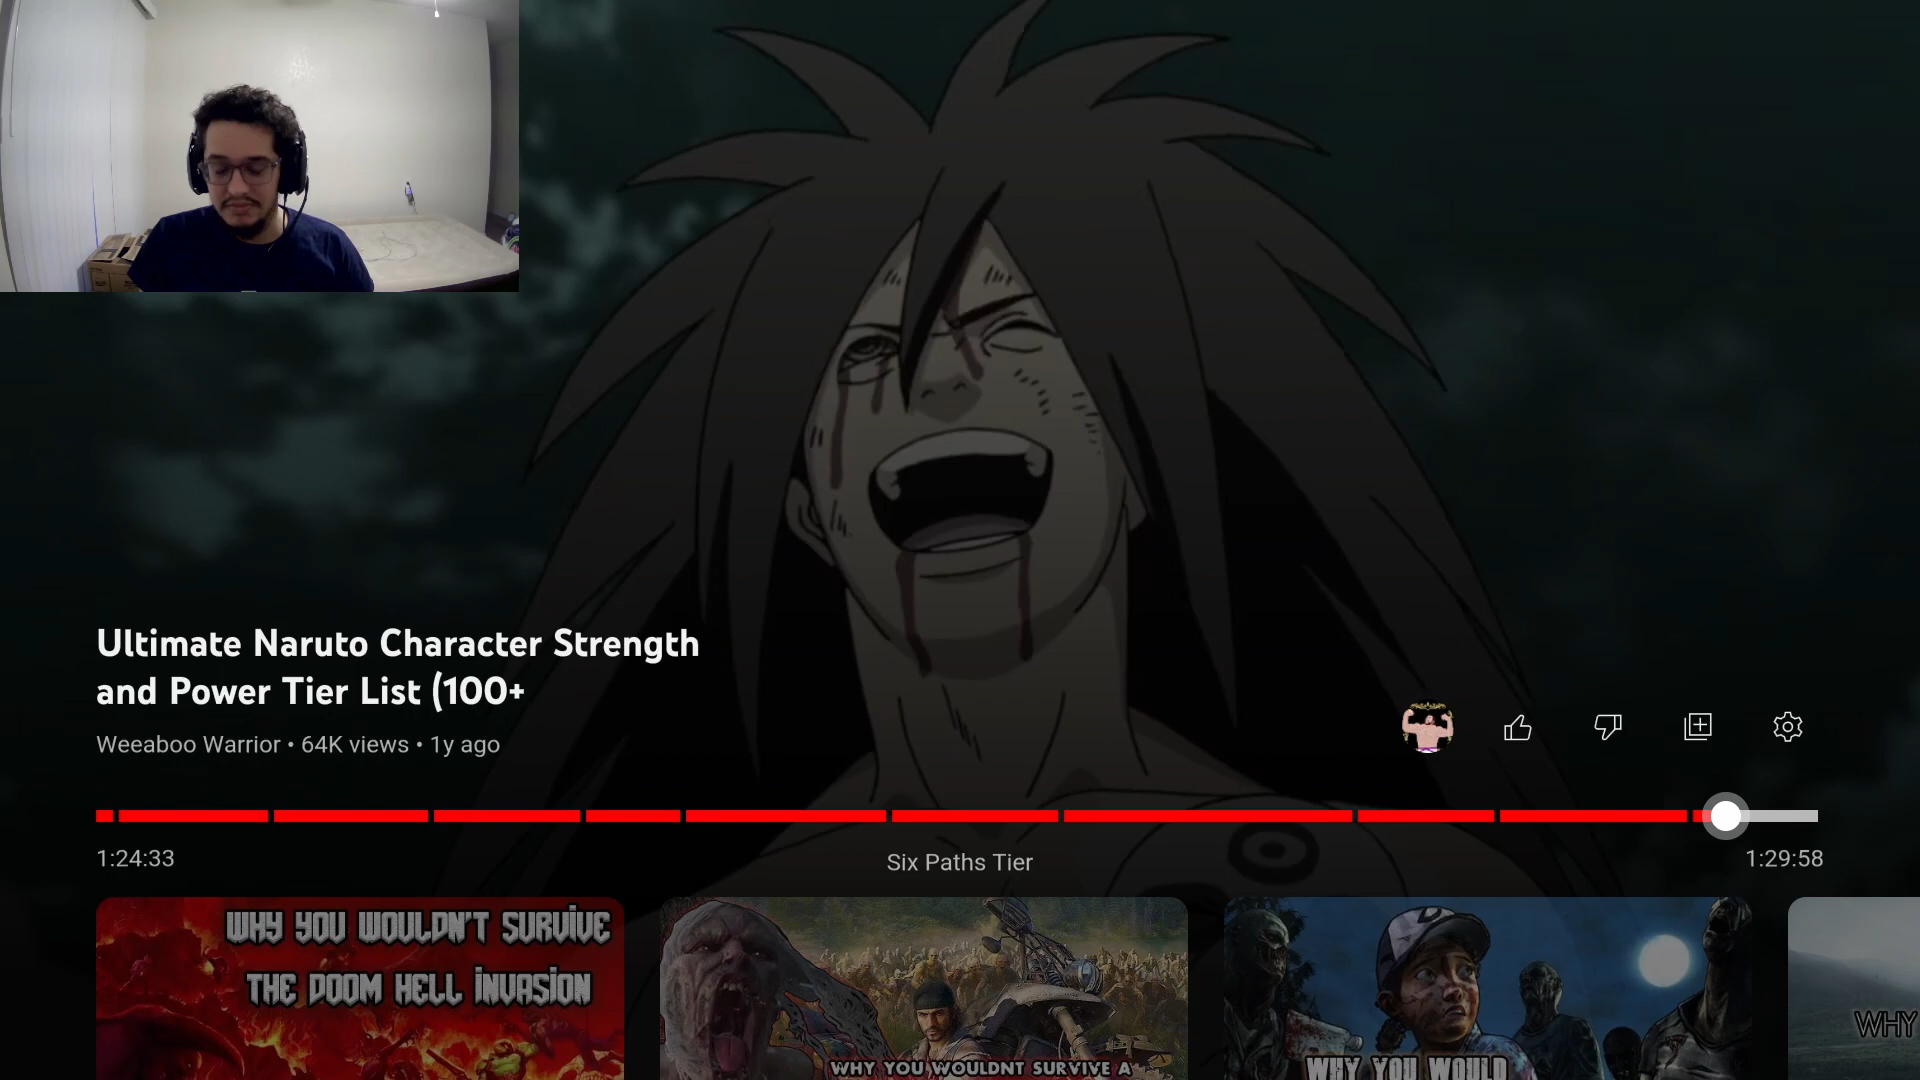 Ultimate Naruto Character Strength
and Power Tier List (100+
Weeaboo Warrior • 64K views • 1y ago
1:24:33
Six Paths Tier
1:29:58
WHY YOU WOULDN'T SURVIVE
THE DOOM HELL INVASION
WHY YOU WOULDNT SURVIVE A
WHY YOU WOULD
WHY